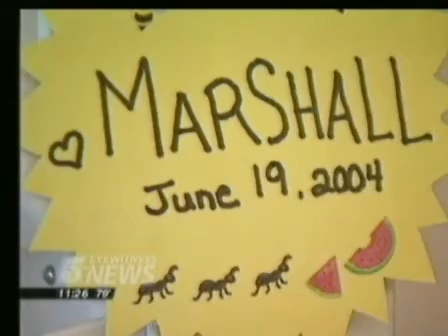 MARSHALL
June 19, 2004
5 EYEWITNESS
NEWS
11:26 79°